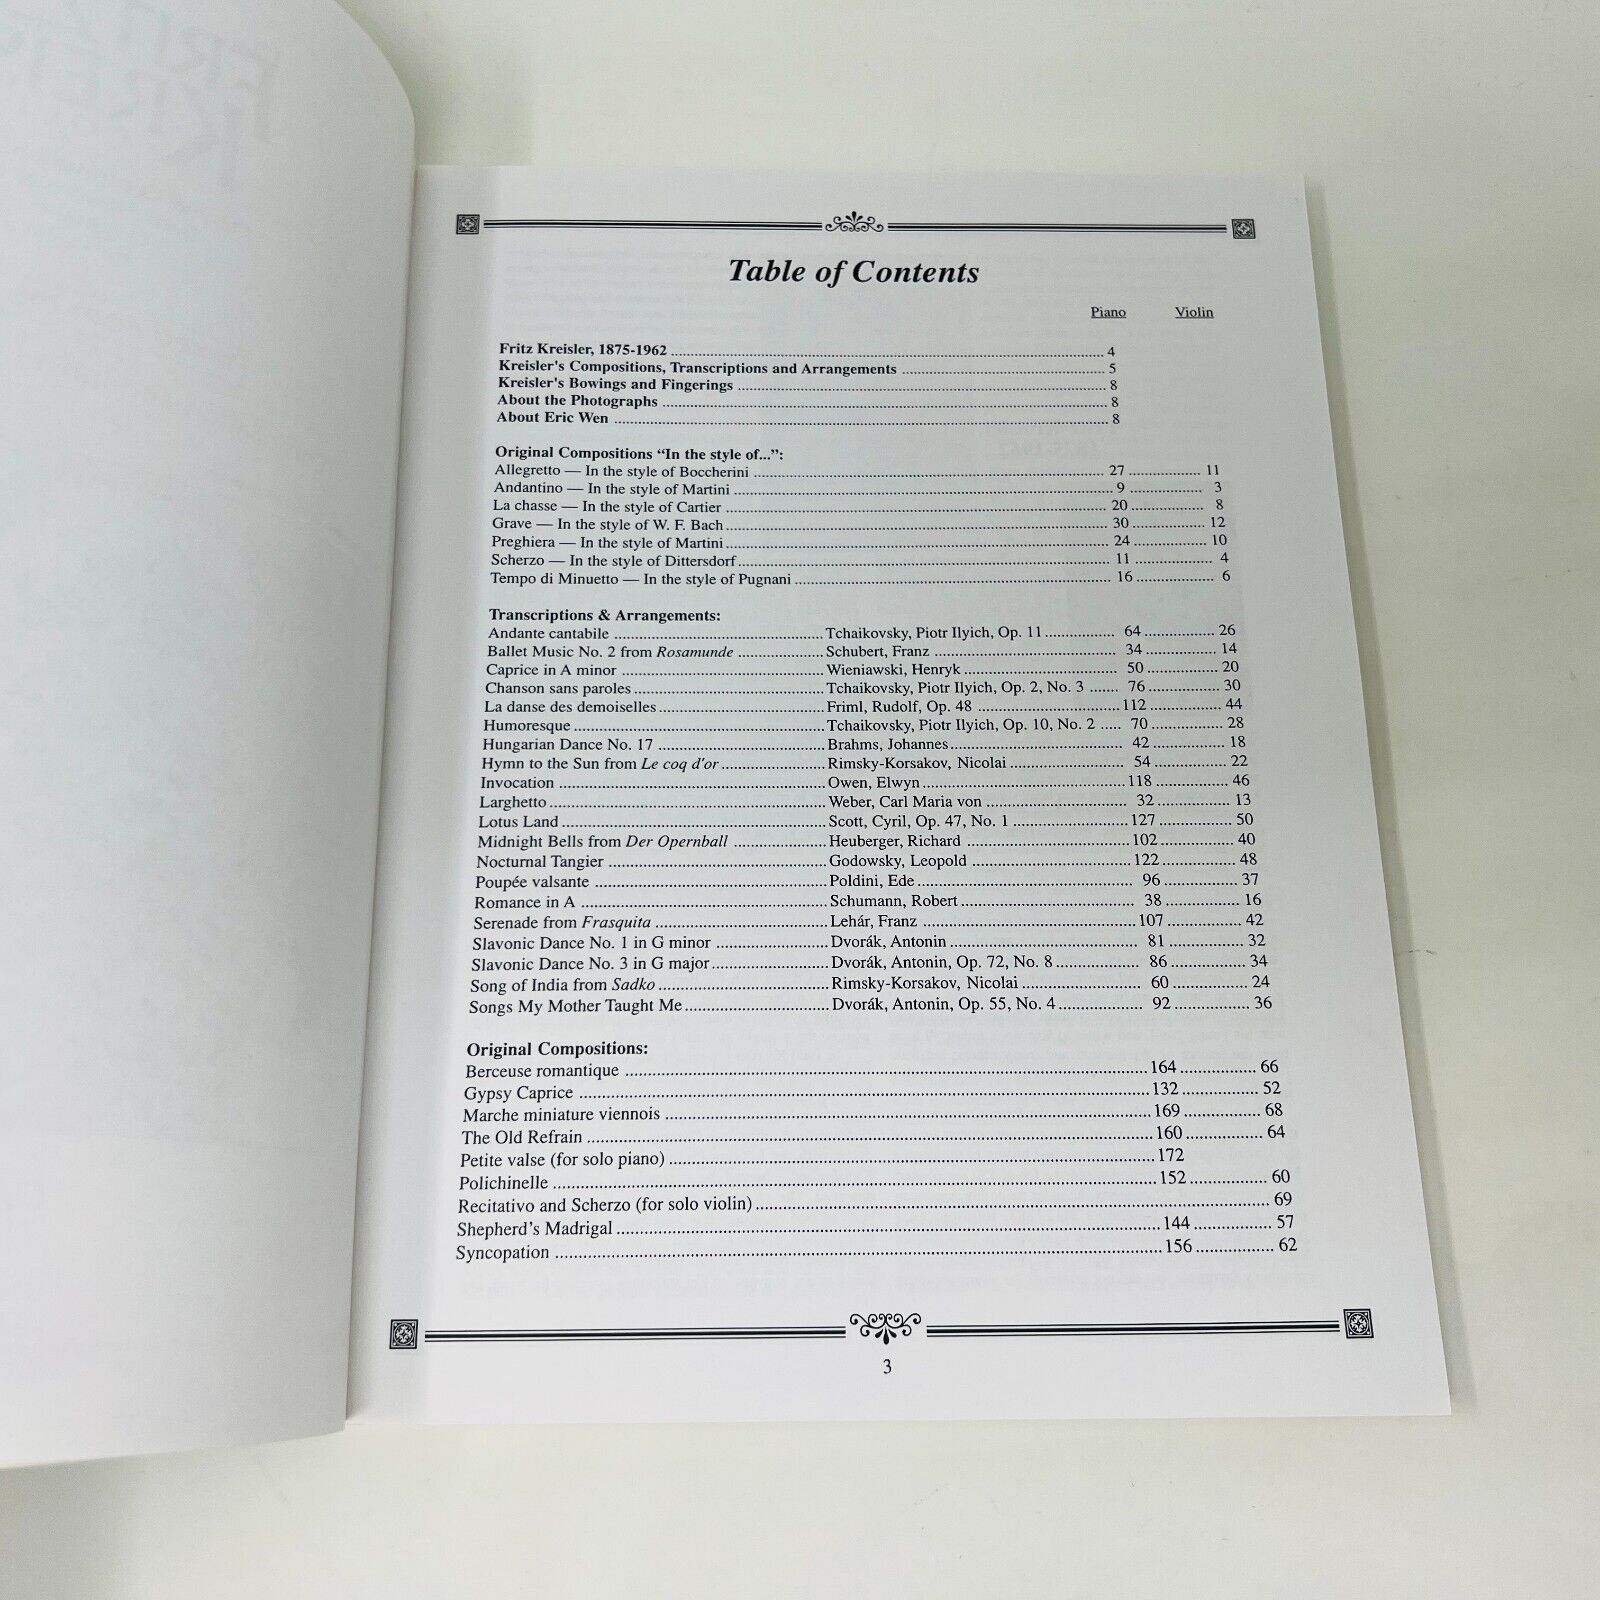 Table of Contents
Piano Violin
Fritz Kreisler, 1875-1962 4
Kreisler's Compositions, Transcriptions and Arrangements 5
Kreisler's Bowings and Fingerings 8
About the Photographs 8
About Eric Wen 8
Original Compositions “In the style of...”:
Allegretto — In the style of Boccherini 27 11
Andantino — In the style of Martini 9 3
La chasse — In the style of Cartier 20 8
Grave — In the style of W. F. Bach 30 12
Preghiera — In the style of Martini 24 10
Scherzo — In the style of Dittersdorf 11 4
Tempo di Minuetto — In the style of Pugnani 16 6
Transcriptions & Arrangements:
Andante cantabile Tchaikovsky, Piotr Ilyich, Op. 11 64 26
Ballet Music No. 2 from Rosamunde Schubert, Franz 34 14
Caprice in A minor Wieniawski, Henryk 50 20
Chanson sans paroles Tchaikovsky, Piotr Ilyich, Op. 2, No. 3 76 30
La danse des demoiselles Friml, Rudolf, Op. 48 112 44
Humoresque Tchaikovsky, Piotr Ilyich, Op. 10, No. 2 70 28
Hungarian Dance No. 17 Brahms, Johannes 42 18
Hymn to the Sun from Le coq d'or Rimsky-Korsakov, Nicolai 54 22
Invocation Owen, Elwyn 118 46
Larghetto Weber, Carl Maria von 32 13
Lotus Land Scott, Cyril, Op. 47, No. 1 127 50
Midnight Bells from Der Opernball Heuberger, Richard 102 40
Nocturnal Tangier Godowsky, Leopold 122 48
Poupée valsante Poldini, Ede 96 37
Romance in A Schumann, Robert 38 16
Serenade from Frasquita Lehár, Franz 107 42
Slavonic Dance No. 1 in G minor Dvorák, Antonin 81 32
Slavonic Dance No. 3 in G major Dvorák, Antonin, Op. 72, No. 8 86 34
Song of India from Sadko Rimsky-Korsakov, Nicolai 60 24
Songs My Mother Taught Me Dvorák, Antonin, Op. 55, No. 4 92 36
Original Compositions:
Berceuse romantique 164 66
Gypsy Caprice 132 52
Marche miniature viennois 169 68
The Old Refrain 160 64
Petite valse (for solo piano) 172
Polichinelle 152 60
Recitativo and Scherzo (for solo violin) 69
Shepherd's Madrigal 144 57
Syncopation 156 62
3